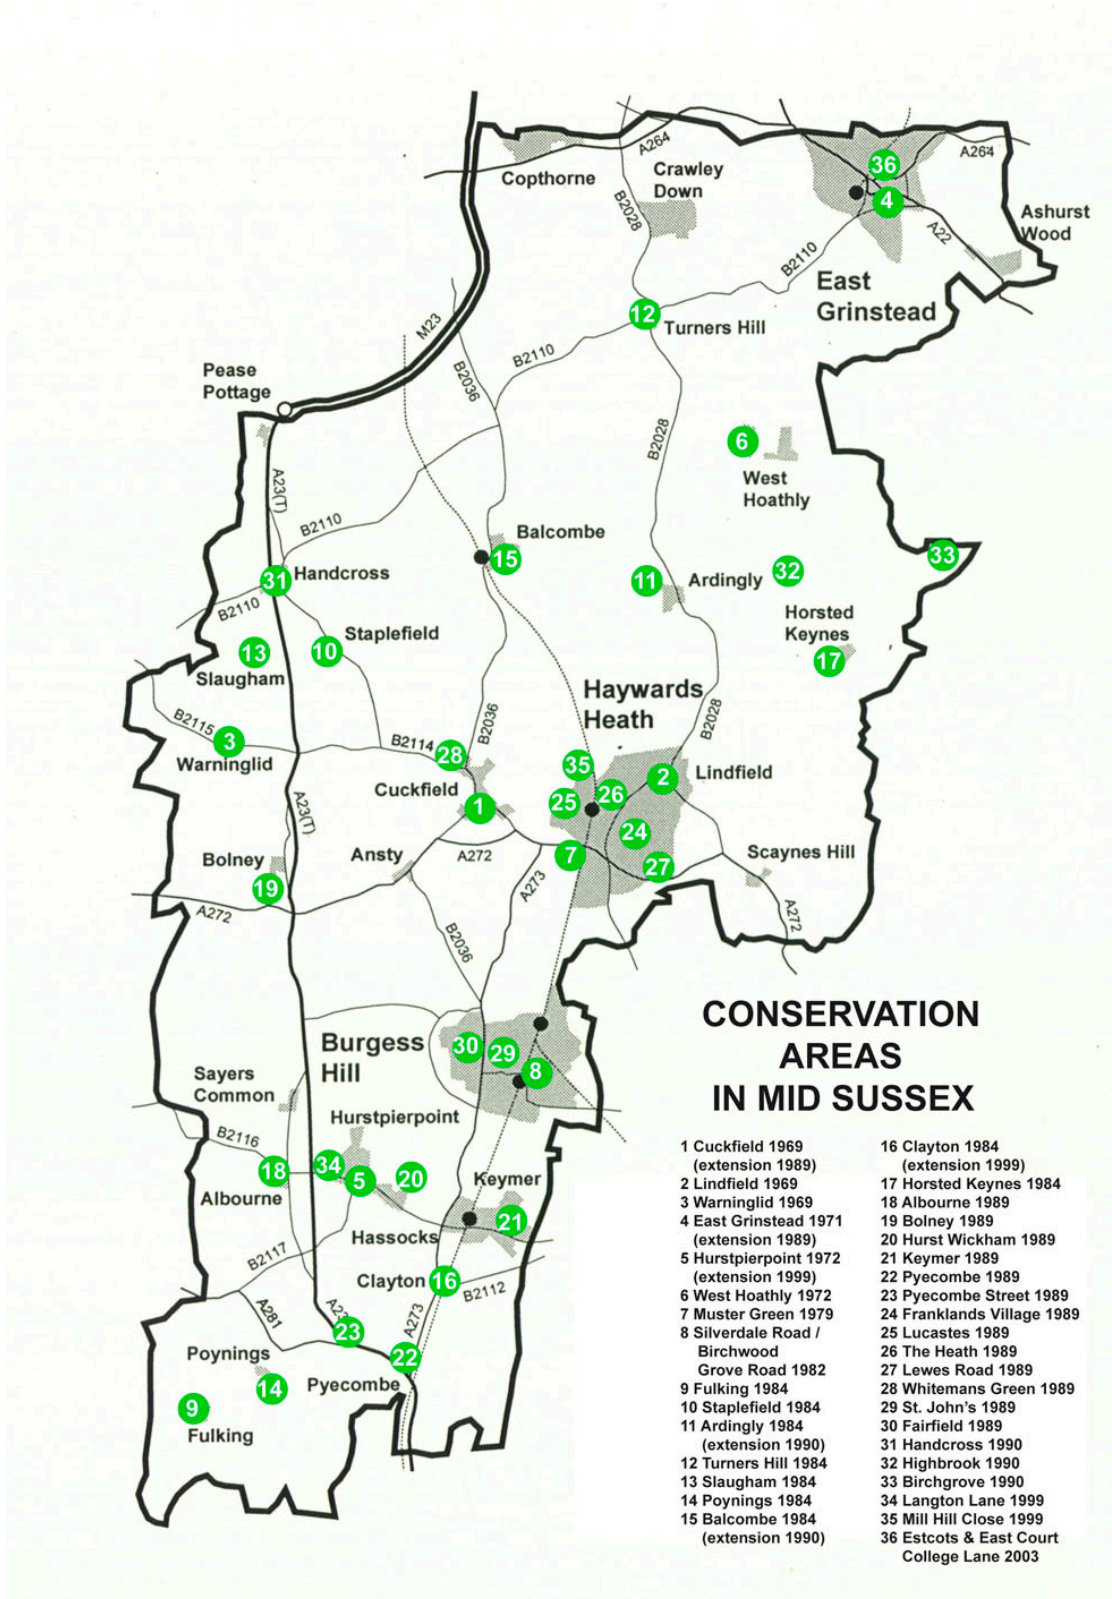 A264
A264
36
Copthorne
Crawley
Down
B2028
4
Ashurst
Wood
A22
B2110
East
Grinstead
12
Turners Hill
M23
B2110
B2036
Pease
Pottage
B2028
6
West
Hoathly
A23(T)
B2110
Balcombe
15
33
Handcross
31
11
Ardingly
32
B2110
Horsted
Keynes
Staplefield
10
13
Slaugham
17
Haywards
Heath
B2036
B2028
B2115
3
B2114
28
Warninglid
35
2
Lindfield
Cuckfield
1
25
26
A23(T)
24
Bolney
Ansty
A272
7
27
Scaynes Hill
A273
19
A272
A272
B2036
CONSERVATION
AREAS
IN MID SUSSEX
Burgess
Hill
30
29
8
Sayers
Common
Hurstpierpoint
B2116
18
34
5
20
Keymer
Albourne
21
Hassocks
B2117
Clayton
16
B2112
A281
A23
23
A273
Poynings
22
14
Pyecombe
9
Fulking
1 Cuckfield 1969
(extension 1989)
2 Lindfield 1969
3 Warninglid 1969
4 East Grinstead 1971
(extension 1989)
5 Hurstpierpoint 1972
(extension 1999)
6 West Hoathly 1972
7 Muster Green 1979
8 Silverdale Road /
Birchwood
Grove Road 1982
9 Fulking 1984
10 Staplefield 1984
11 Ardingly 1984
(extension 1990)
12 Turners Hill 1984
13 Slaugham 1984
14 Poynings 1984
15 Balcombe 1984
(extension 1990)
16 Clayton 1984
(extension 1999)
17 Horsted Keynes 1984
18 Albourne 1989
19 Bolney 1989
20 Hurst Wickham 1989
21 Keymer 1989
22 Pyecombe 1989
23 Pyecombe Street 1989
24 Franklands Village 1989
25 Lucastes 1989
26 The Heath 1989
27 Lewes Road 1989
28 Whitemans Green 1989
29 St. John's 1989
30 Fairfield 1989
31 Handcross 1990
32 Highbrook 1990
33 Birchgrove 1990
34 Langton Lane 1999
35 Mill Hill Close 1999
36 Estcots & East Court
College Lane 2003